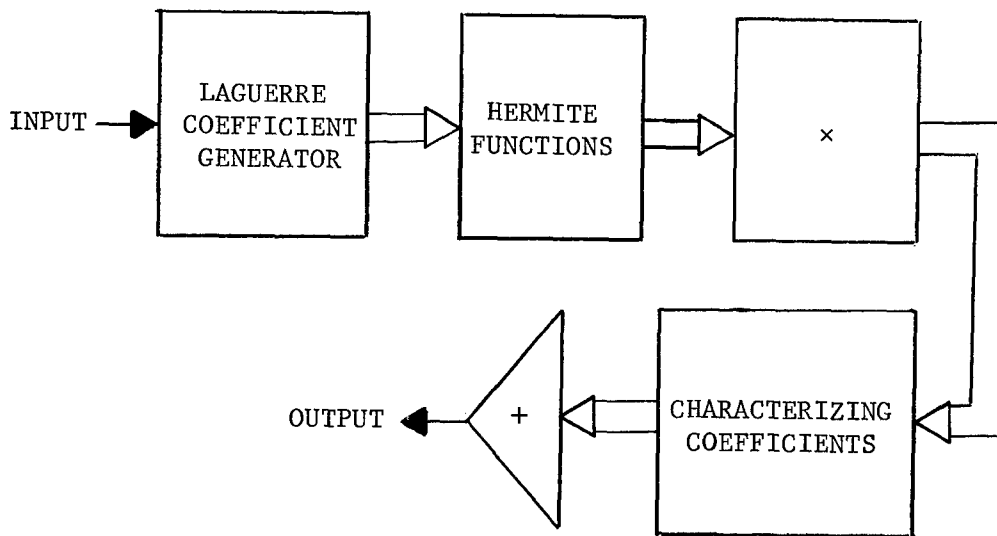 INPUT
LAGUERRE
COEFFICIENT
GENERATOR
HERMITE
FUNCTIONS
×
OUTPUT
+
CHARACTERIZING
COEFFICIENTS